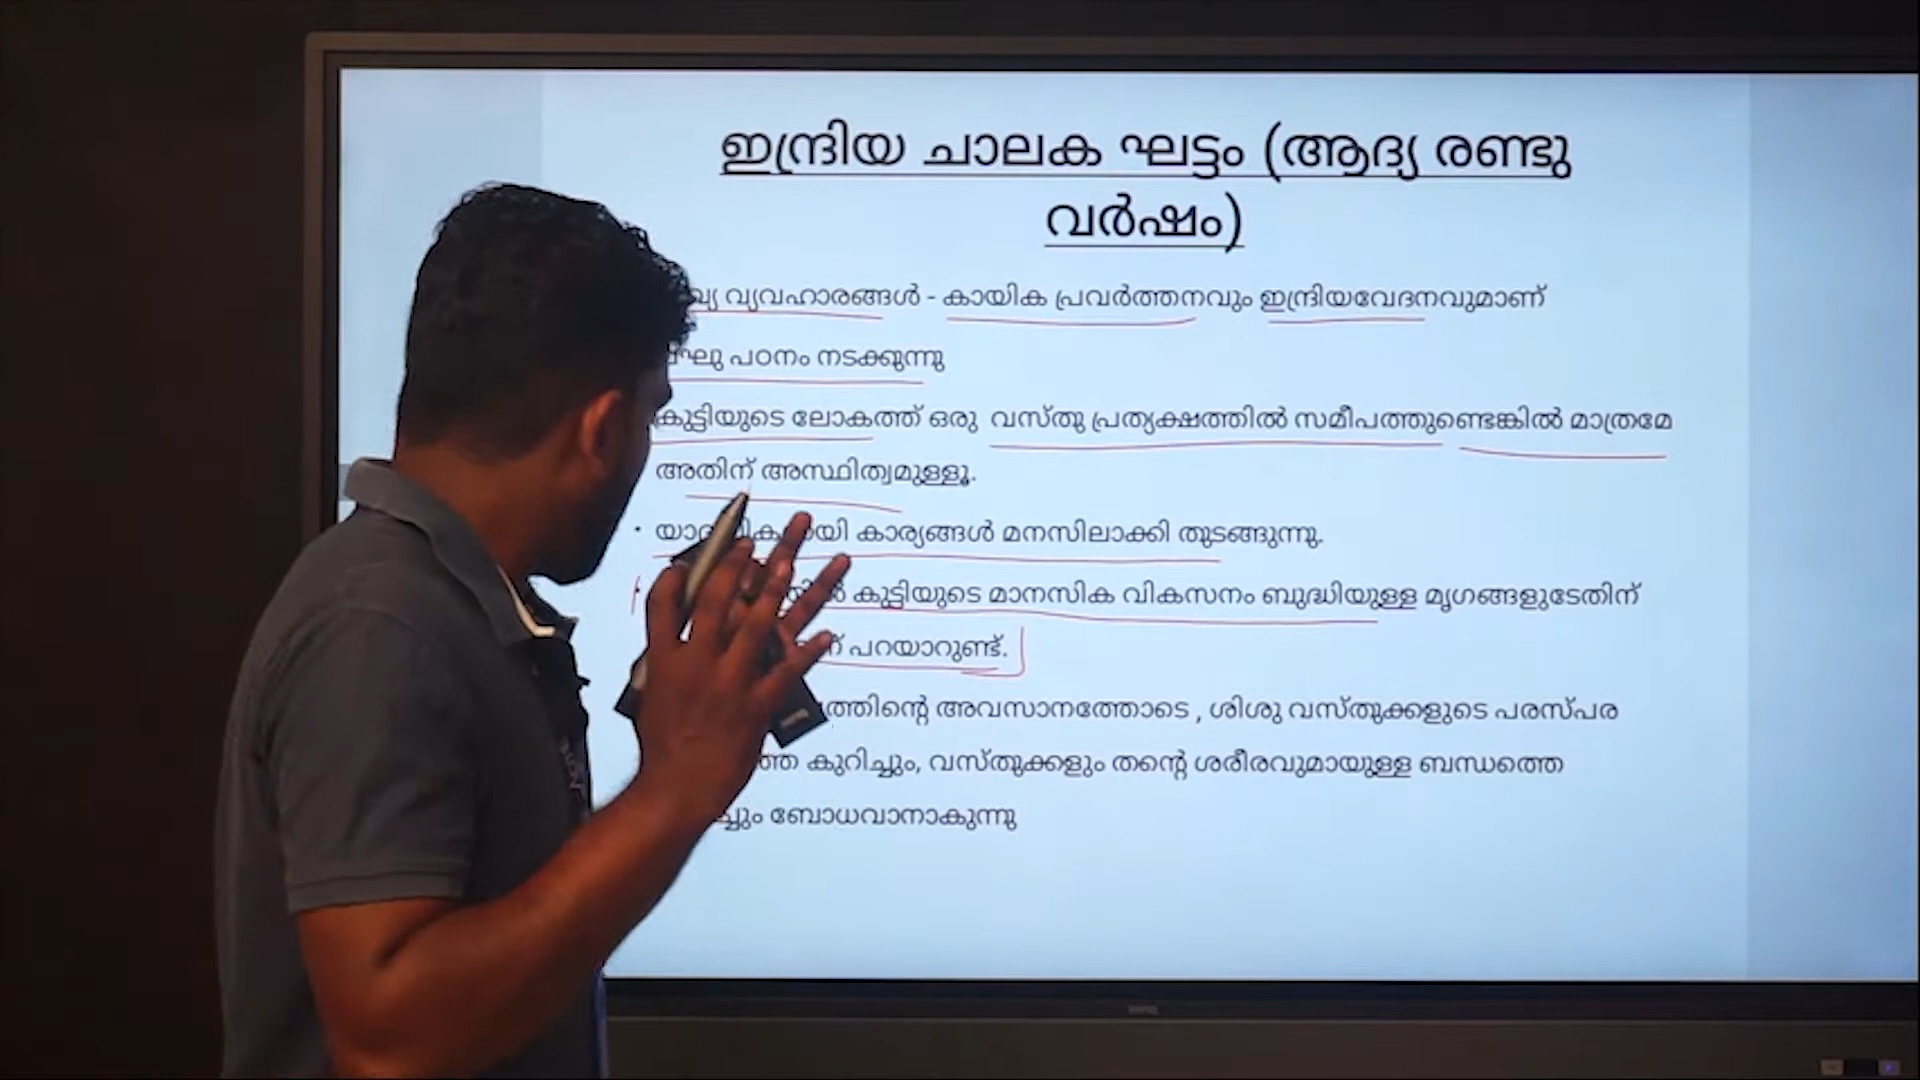 ഇന്ദ്രിയ ചാലക ഘട്ടം (ആദ്യ രണ്ടു
വർഷം)
വ്യവഹാരങ്ങൾ - കായിക പ്രവർത്തനവും ഇന്ദ്രിയവേദനവുമാണ്
പഠനം നടക്കുന്നു
കുട്ടിയുടെ ലോകത്ത് ഒരു വസ്തു പ്രത്യക്ഷത്തിൽ സമീപത്തുണ്ടെങ്കിൽ മാത്രമേ
അതിന് അസ്ഥിത്വമുള്ളൂ.
കാര്യങ്ങൾ മനസിലാക്കി തുടങ്ങുന്നു.
കുട്ടിയുടെ മാനസിക വികസനം ബുദ്ധിയുള്ള മൃഗങ്ങളുടേതിന്
പറയാറുണ്ട്.
അവസാനത്തോടെ , ശിശു വസ്തുക്കളുടെ പരസ്പര
കുറിച്ചും, വസ്തുക്കളും തന്റെ ശരീരവുമായുള്ള ബന്ധത്തെ
ബോധവാനാകുന്നു